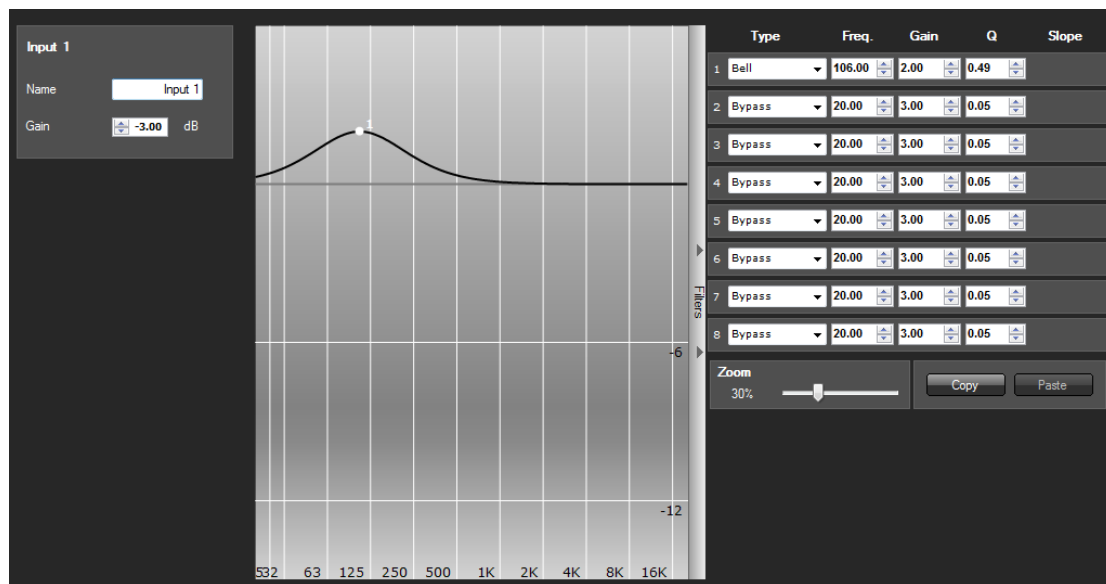 Input 1
Name Input 1
Gain -3.00 dB
1
-6
-12
532 63 125 250 500 1K 2K 4K 8K 16K
Filters
Type Freq. Gain Q Slope
1 Bell 106.00 2.00 0.49
2 Bypass 20.00 3.00 0.05
3 Bypass 20.00 3.00 0.05
4 Bypass 20.00 3.00 0.05
5 Bypass 20.00 3.00 0.05
6 Bypass 20.00 3.00 0.05
7 Bypass 20.00 3.00 0.05
8 Bypass 20.00 3.00 0.05
Zoom
30%
Copy Paste